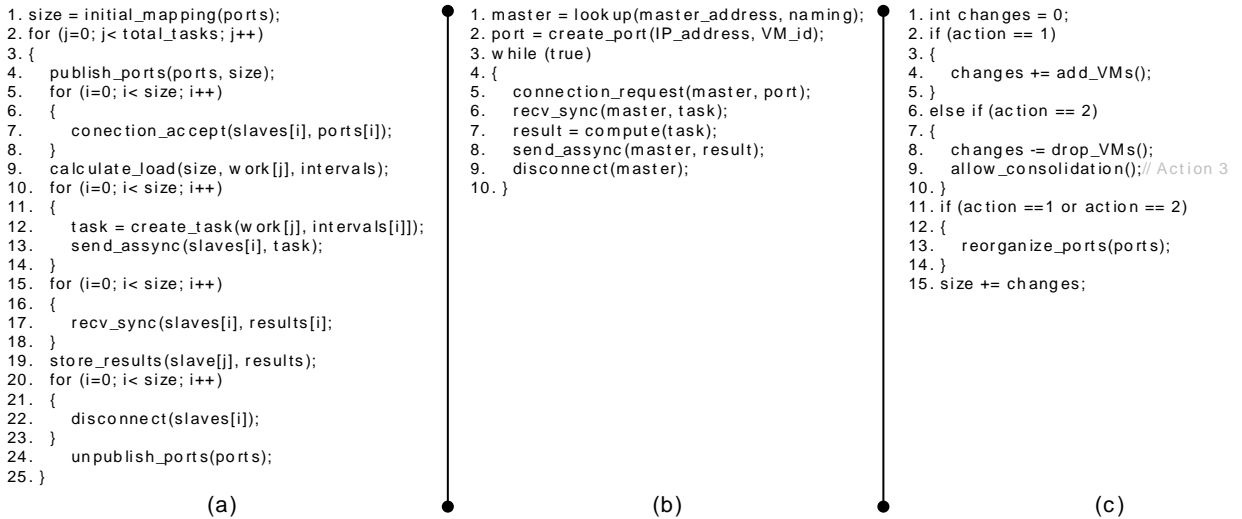 1. size = initial_mapping(ports);
2. for (j=0; j< total_tasks; j++)
3. {
4. publish_ports(ports, size);
5. for (i=0; i< size; i++)
6. {
7. conection_accept(slaves[i], ports[i]);
8. }
9. calculate_load(size, work[j], intervals);
10. for (i=0; i< size; i++)
11. {
12. task = create_task(work[j], intervals[i]]);
13. send_assync(slaves[i], task);
14. }
15. for (i=0; i< size; i++)
16. {
17. recv_sync(slaves[i], results[i];
18. }
19. store_results(slave[j], results);
20. for (i=0; i< size; i++)
21. {
22. disconnect(slaves[i]);
23. }
24. unpublish_ports(ports);
25. }
(a)
1. master = lookup(master_address, naming);
2. port = create_port(IP_address, VM_id);
3. while (true)
4. {
5. connection_request(master, port);
6. recv_sync(master, task);
7. result = compute(task);
8. send_assync(master, result);
9. disconnect(master);
10. }
(b)
1. int changes = 0;
2. if (action == 1)
3. {
4. changes += add_VMs();
5. }
6. else if (action == 2)
7. {
8. changes -= drop_VMs();
9. allow_consolidation();// Action 3
10. }
11. if (action ==1 or action == 2)
12. {
13. reorganize_ports(ports);
14. }
15. size += changes;
(c)